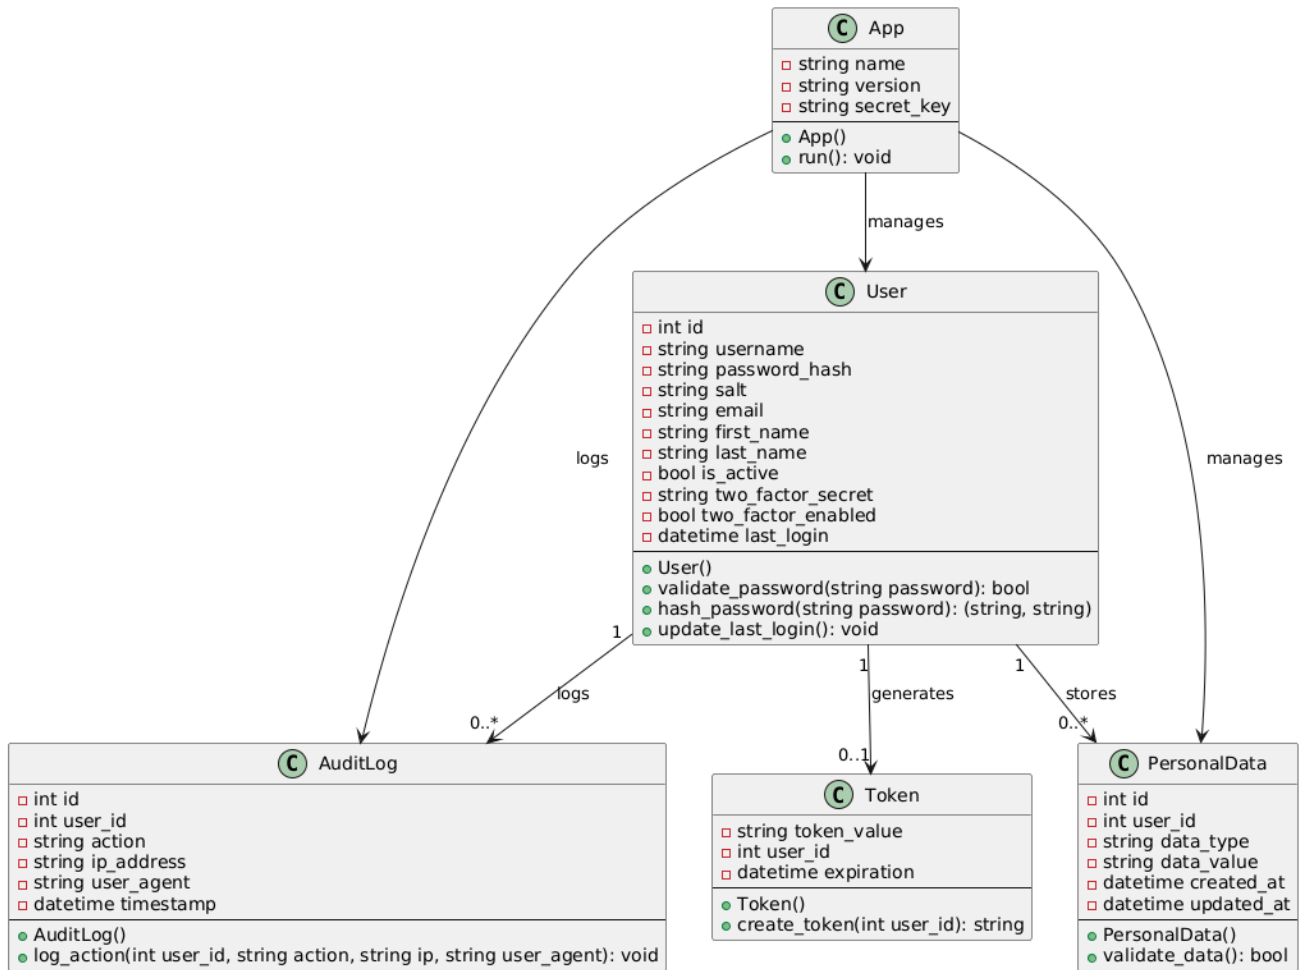 C App
string name
string version
string secret_key
App()
run(): void
manages
C User
int id
string username
string password_hash
string salt
string email
string first_name
string last_name
bool is_active
string two_factor_secret
bool two_factor_enabled
datetime last_login
User()
validate_password(string password): bool
hash_password(string password): (string, string)
update_last_login(): void
logs
manages
1
logs
0..*
1
generates
0..1
1
stores
0..*
C AuditLog
int id
int user_id
string action
string ip_address
string user_agent
datetime timestamp
AuditLog()
log_action(int user_id, string action, string ip, string user_agent): void
C Token
string token_value
int user_id
datetime expiration
Token()
create_token(int user_id): string
C PersonalData
int id
int user_id
string data_type
string data_value
datetime created_at
datetime updated_at
PersonalData()
validate_data(): bool